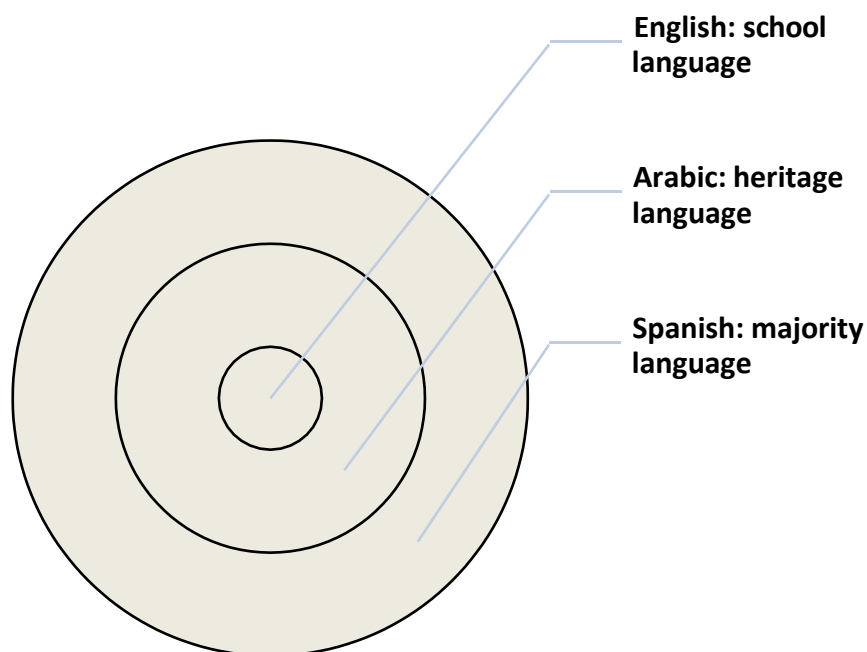 English: school
language
Arabic: heritage
language
Spanish: majority
language